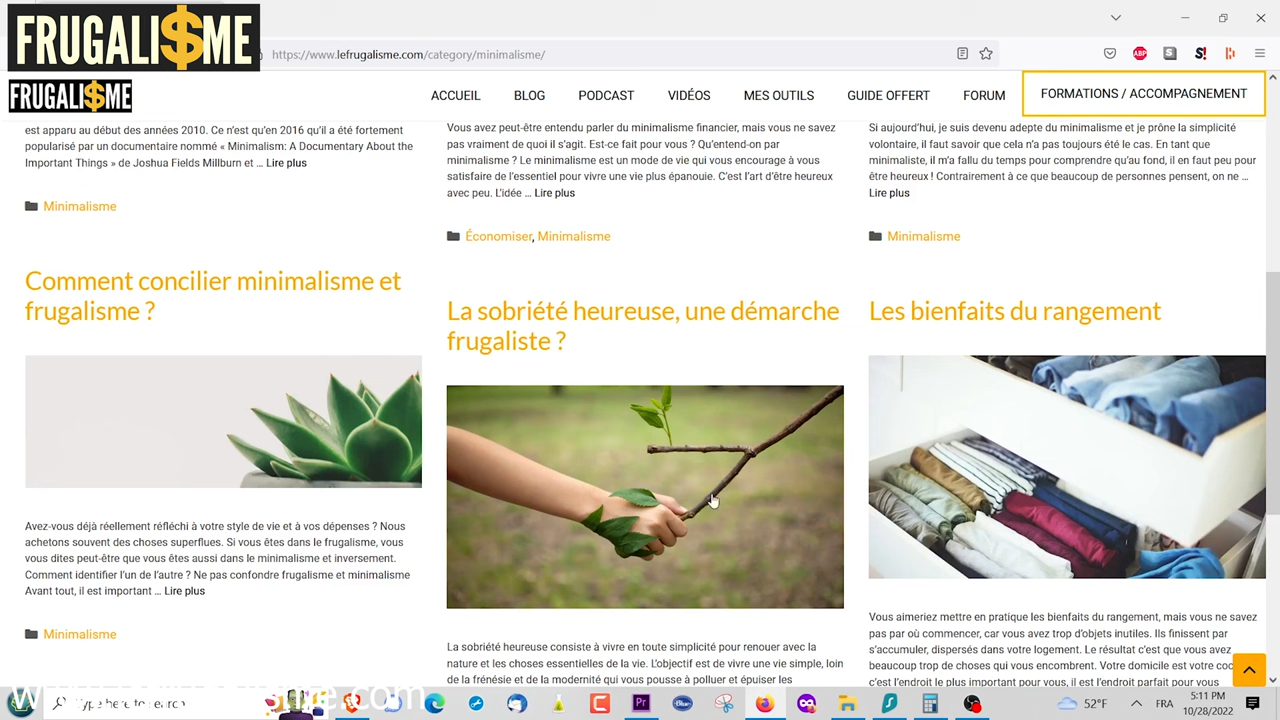 FRUGALI$ME
https://www.lefrugalisme.com/category/minimalisme/
FRUGALI$ME
ACCUEIL
BLOG
PODCAST
VIDÉOS
MES OUTILS
GUIDE OFFERT
FORUM
FORMATIONS / ACCOMPAGNEMENT
est apparu au début des années 2010. Ce n'est qu'en 2016 qu'il a été fortement
popularisé par un documentaire nommé « Minimalism: A Documentary About the
Important Things » de Joshua Fields Millburn et ... Lire plus
Minimalisme
Vous avez peut-être entendu parler du minimalisme financier, mais vous ne savez
pas vraiment de quoi il s'agit. Est-ce fait pour vous ? Qu'entend-on par
minimalisme ? Le minimalisme est un mode de vie qui vous encourage à vous
satisfaire de l'essentiel pour vivre une vie plus épanouie. C'est l'art d'être heureux
avec peu. L'idée ... Lire plus
Économiser, Minimalisme
Si aujourd'hui, je suis devenu adepte du minimalisme et je prône la simplicité
volontaire, il faut savoir que cela n'a pas toujours été le cas. En tant que
minimaliste, il m'a fallu du temps pour comprendre qu'au fond, il en faut peu pour
être heureux ! Contrairement à ce que beaucoup de personnes pensent, on ne ...
Lire plus
Minimalisme
Comment concilier minimalisme et
frugalisme ?
Avez-vous déjà réellement réfléchi à votre style de vie et à vos dépenses ? Nous
achetons souvent des choses superflues. Si vous êtes dans le frugalisme, vous
vous dites peut-être que vous êtes aussi dans le minimalisme et inversement.
Comment identifier l'un de l'autre ? Ne pas confondre frugalisme et minimalisme
Avant tout, il est important ... Lire plus
Minimalisme
La sobriété heureuse, une démarche
frugaliste ?
La sobriété heureuse consiste à vivre en toute simplicité pour renouer avec la
nature et les choses essentielles de la vie. L'objectif est de vivre une vie simple, loin
de la frénésie et de la modernité qui vous pousse à polluer et épuiser les
Les bienfaits du rangement
Vous aimeriez mettre en pratique les bienfaits du rangement, mais vous ne savez
pas par où commencer, car vous avez trop d'objets inutiles. Ils finissent par
s'accumuler, dispersés dans votre logement. Le résultat c'est que vous avez
beaucoup trop de choses qui vous encombrent. Votre domicile est votre
c'est l'endroit le plus important pour vous, il est l'endroit parfait pour vous
Type here to search
52°F
FRA
5:11 PM
10/28/2022